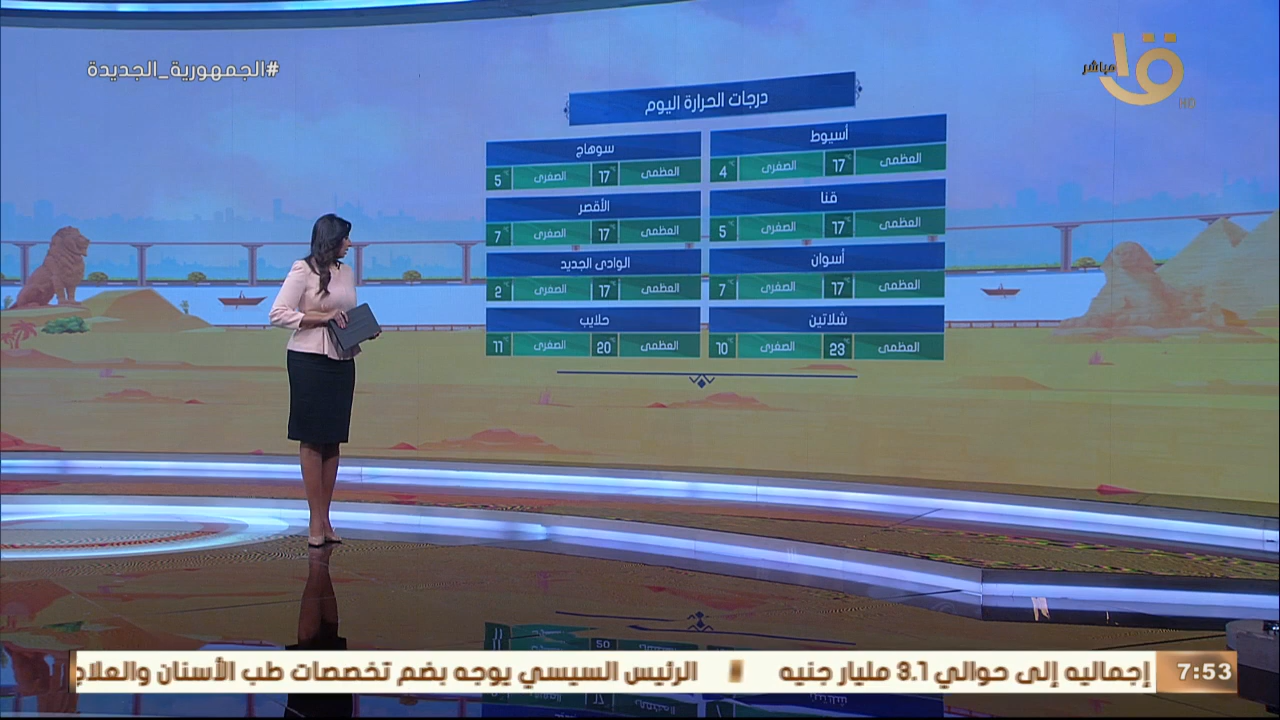 #الجمهورية_الجديدة
مباشر
HD
درجات الحرارة اليوم
أسيوط
العظمى 17°C الصغرى 4°C
سوهاج
العظمى 17°C الصغرى 5°C
قنا
العظمى 17°C الصغرى 5°C
الأقصر
العظمى 17°C الصغرى 7°C
أسوان
العظمى 17°C الصغرى 7°C
الوادى الجديد
العظمى 17°C الصغرى 2°C
شلاتين
العظمى 23°C الصغرى 10°C
حلايب
العظمى 20°C الصغرى 11°C
7:53 إجماليه إلى حوالي 3.1 مليار جنيه الرئيس السيسي يوجه بضم تخصصات طب الأسنان والعلاج